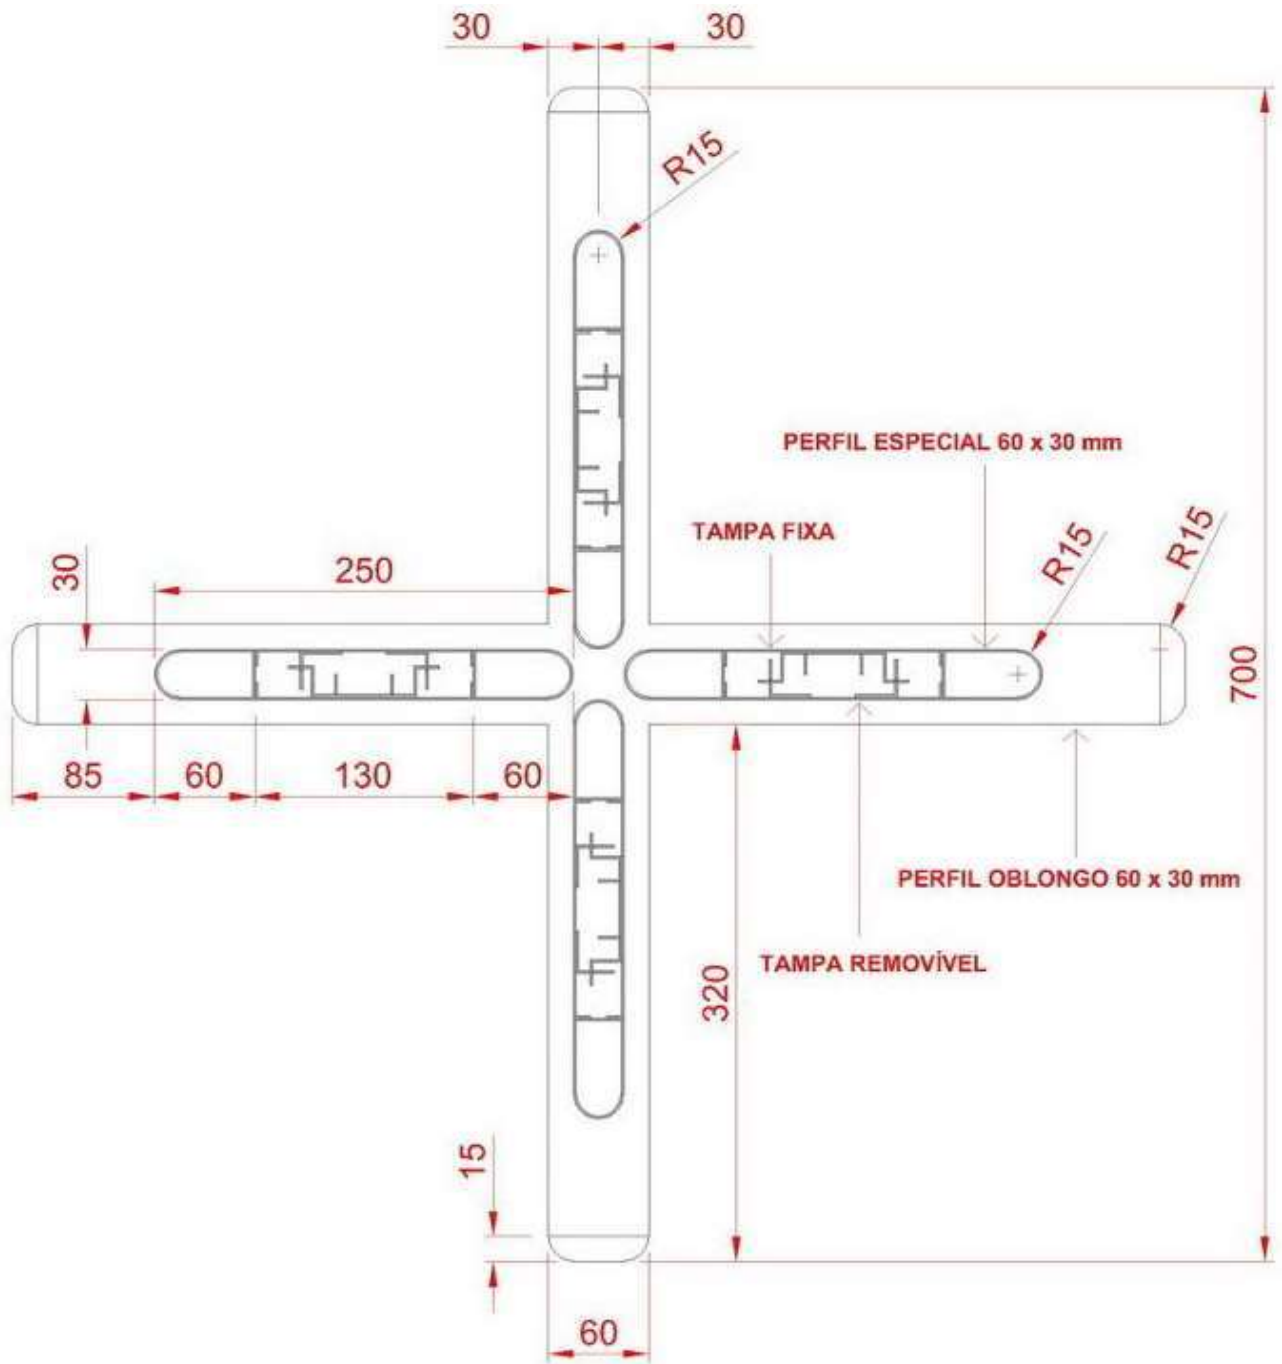 30
30
R15
PERFIL ESPECIAL 60 x 30 mm
TAMPA FIXA
R15
R15
30
250
700
85
60
130
60
PERFIL OBLONGO 60 x 30 mm
TAMPA REMOVÍVEL
320
15
60